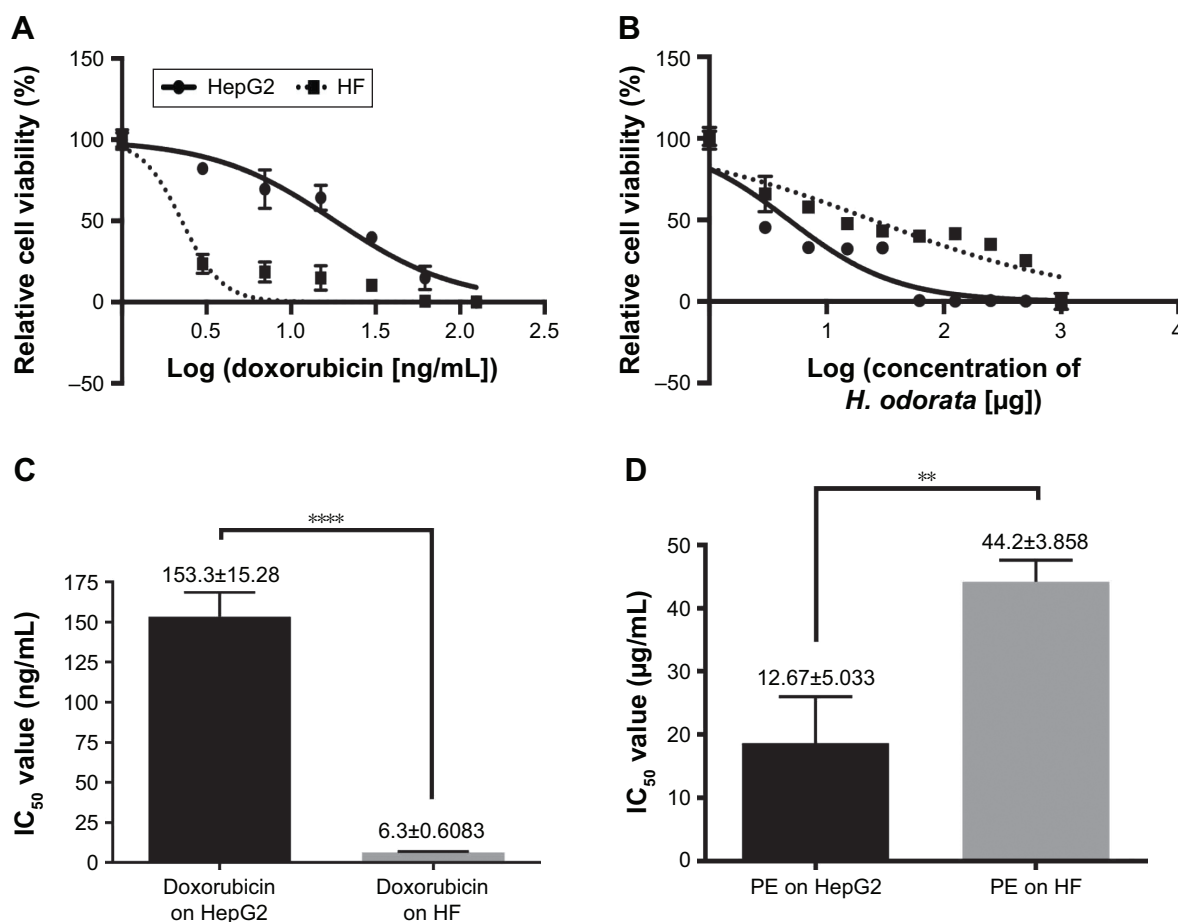 A
Relative cell viability (%)
150
100
50
0
–50
HepG2 HF
0.5 1.0 1.5 2.0 2.5
Log (doxorubicin [ng/mL])
B
Relative cell viability (%)
150
100
50
0
–50
1 2 3 4
Log (concentration of
H. odorata [µg])
C
IC50 value (ng/mL)
175
150
125
100
75
50
25
0
****
153.3±15.28
6.3±0.6083
Doxorubicin
on HepG2
Doxorubicin
on HF
D
IC50 value (µg/mL)
50
40
30
20
10
0
**
12.67±5.033
44.2±3.858
PE on HepG2
PE on HF